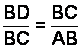 BD/BC = BC/AB